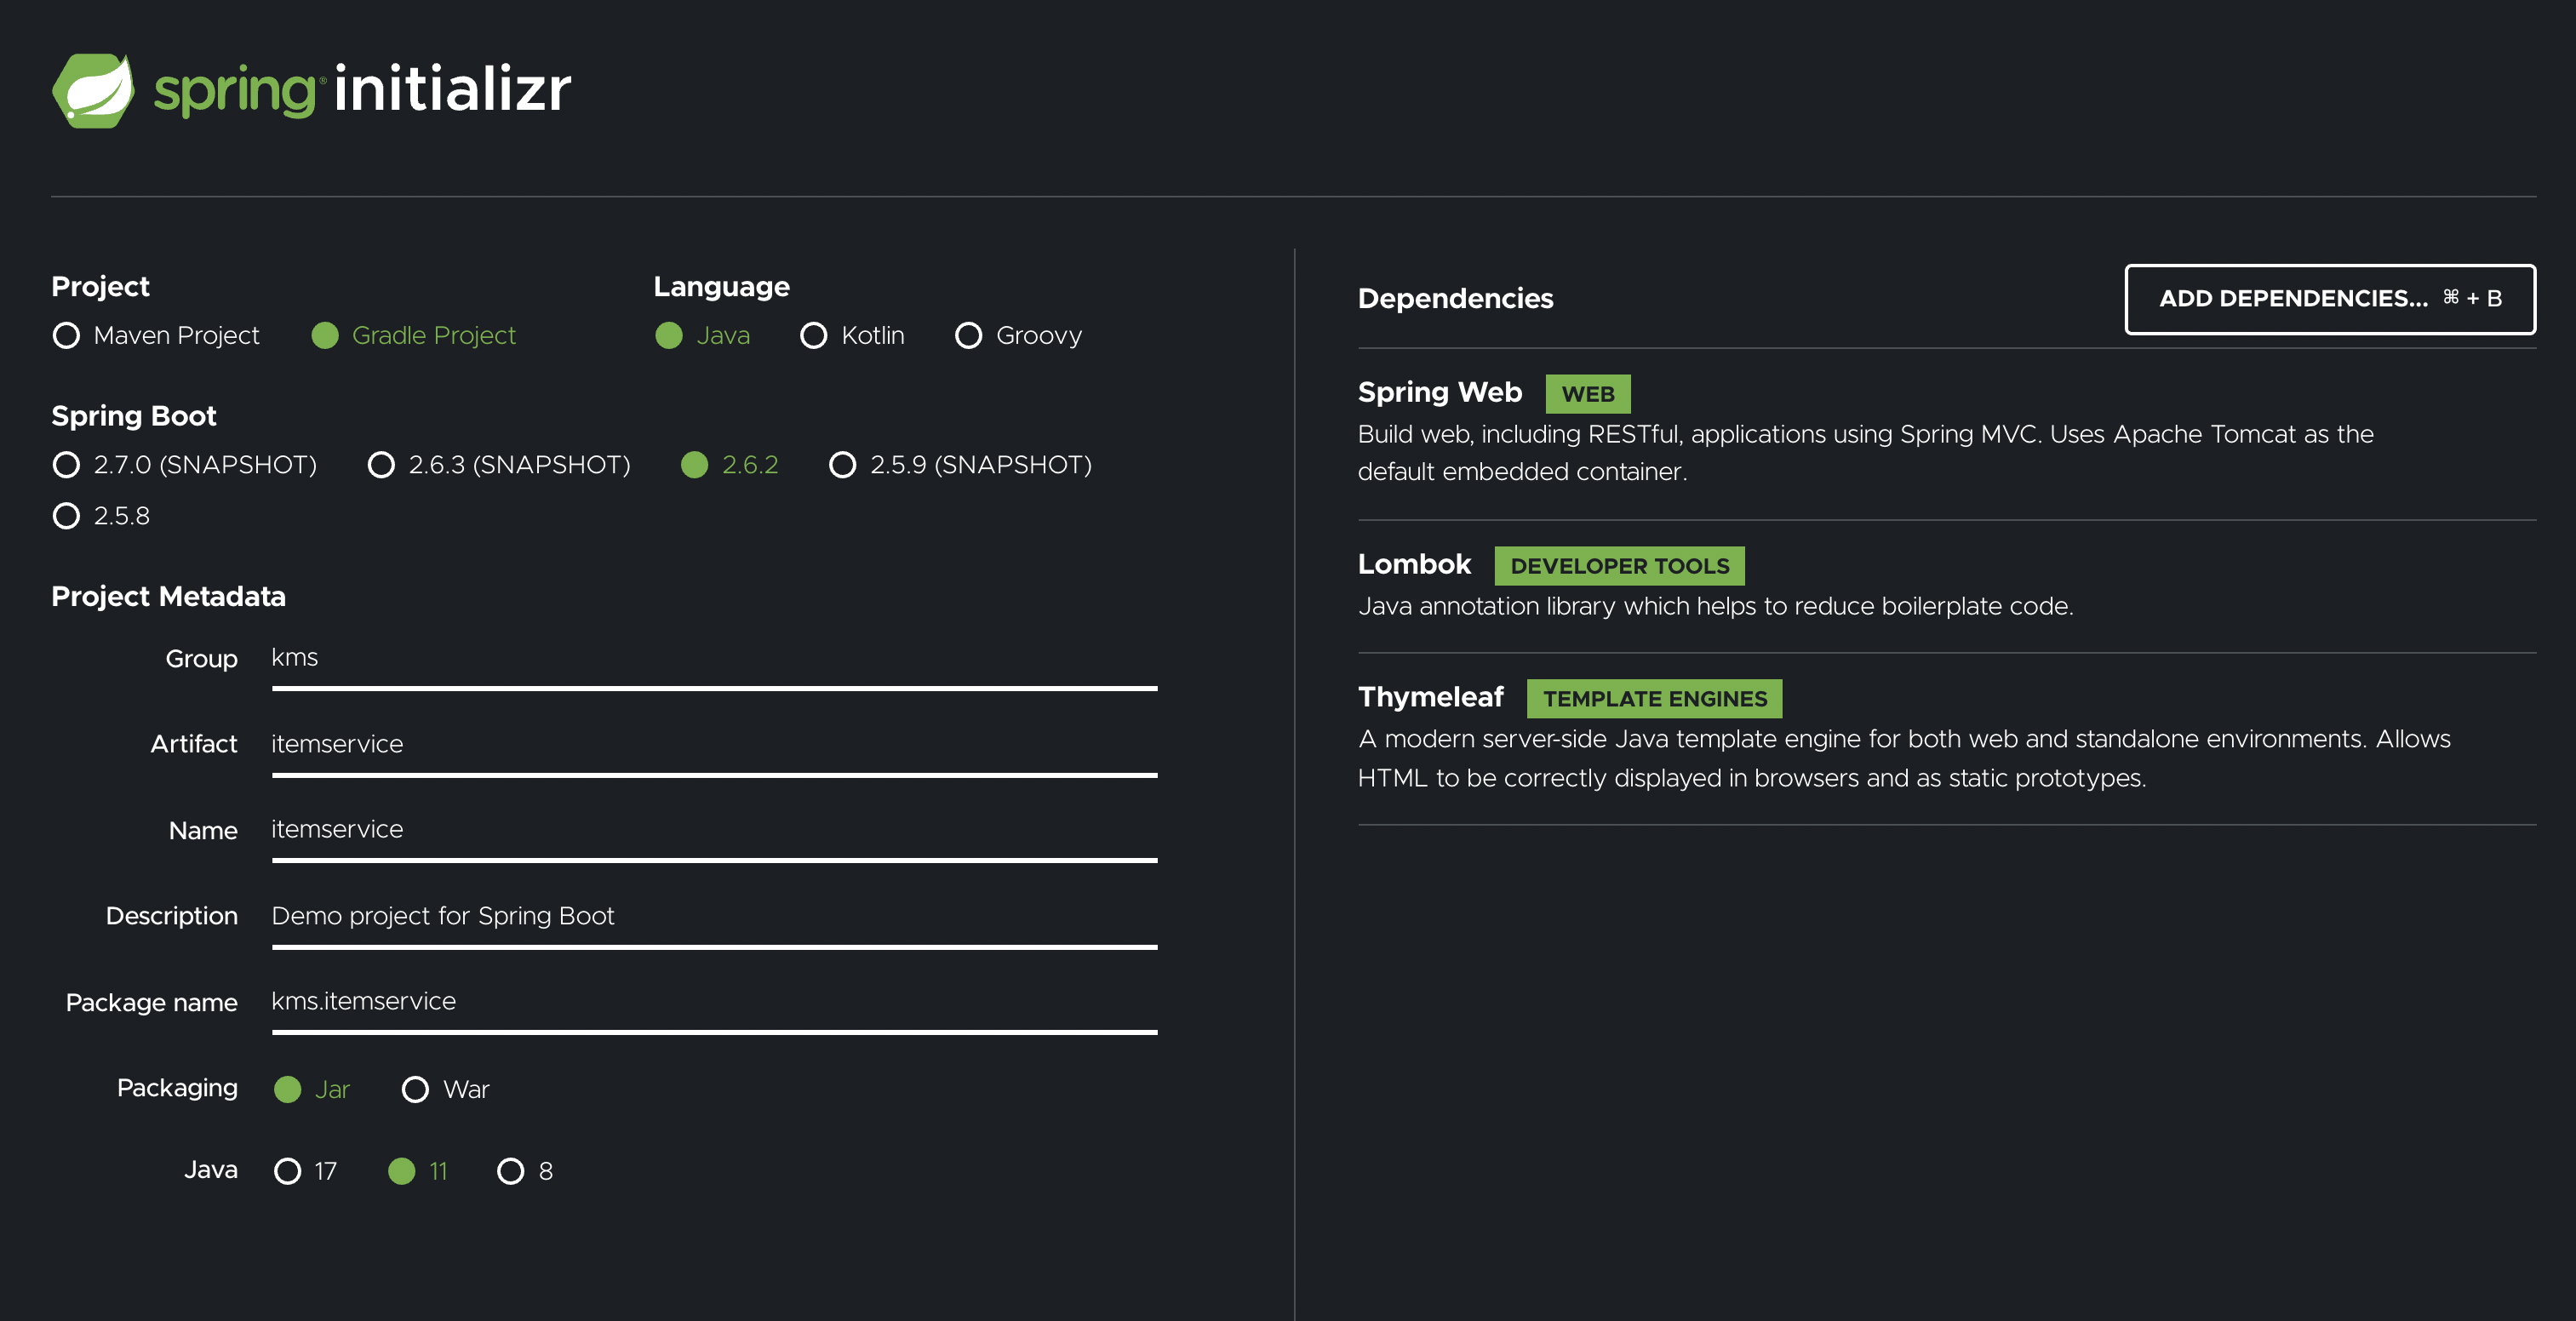 spring® initializr
Project
Maven Project Gradle Project
Language
Java Kotlin Groovy
Spring Boot
2.7.0 (SNAPSHOT) 2.6.3 (SNAPSHOT) 2.6.2 2.5.9 (SNAPSHOT)
2.5.8
Project Metadata
Group kms
Artifact itemservice
Name itemservice
Description Demo project for Spring Boot
Package name kms.itemservice
Packaging Jar War
Java 17 11 8
Dependencies
ADD DEPENDENCIES... ⌘ + B
Spring Web WEB
Build web, including RESTful, applications using Spring MVC. Uses Apache Tomcat as the
default embedded container.
Lombok DEVELOPER TOOLS
Java annotation library which helps to reduce boilerplate code.
Thymeleaf TEMPLATE ENGINES
A modern server-side Java template engine for both web and standalone environments. Allows
HTML to be correctly displayed in browsers and as static prototypes.